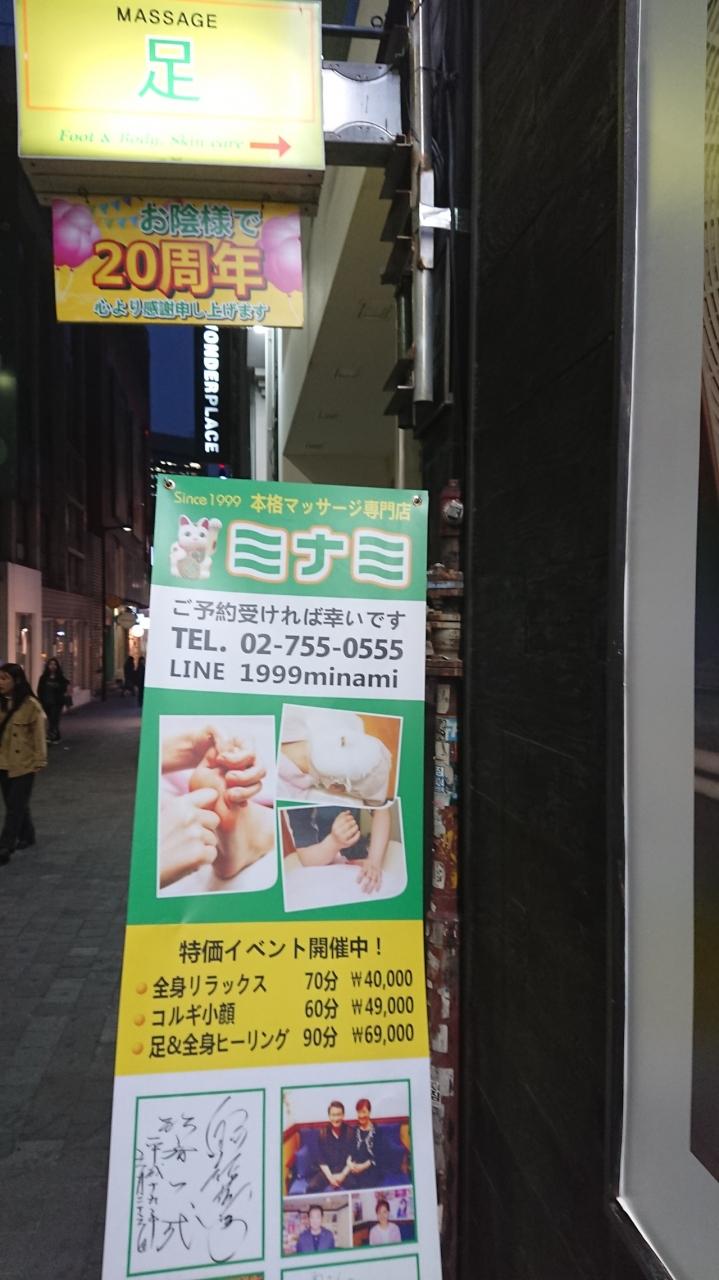 MASSAGE
足
Foot & Body, Skin care
お陰様で
20周年
心より感謝申し上げます
WONDERPLACE
Since1999 本格マッサージ専門店
ミナミ
ご予約受ければ幸いです
TEL. 02-755-0555
LINE 1999minami
特価イベント開催中！
全身リラックス 70分 ₩40,000
コルギ小顔 60分 ₩49,000
足&全身ヒーリング 90分 ₩69,000